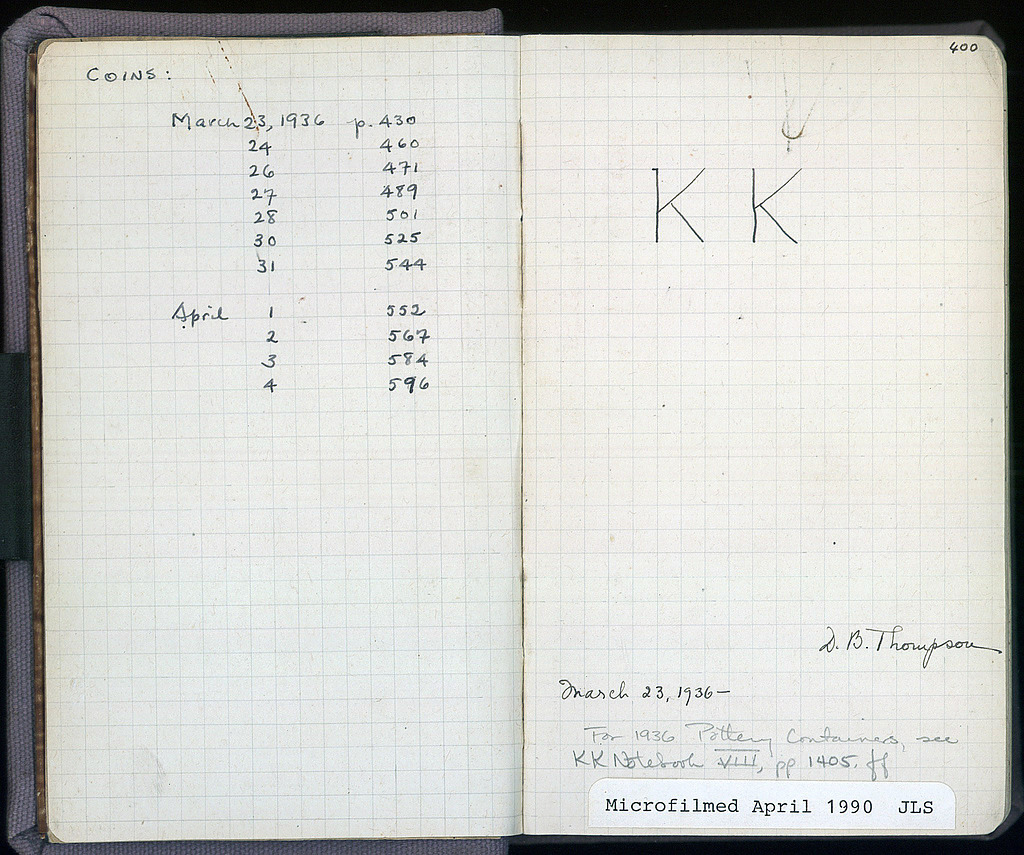 COINS:
March 23, 1936 p. 430
24 460
26 471
27 489
28 501
30 525
31 544
April 1 552
2 567
3 584
4 596
400
K K
D. B. Thompson
March 23, 1936—
For 1936 Pottery Containers, see
KK Notebook VIII, pp 1405. ff
Microfilmed April 1990 JLS